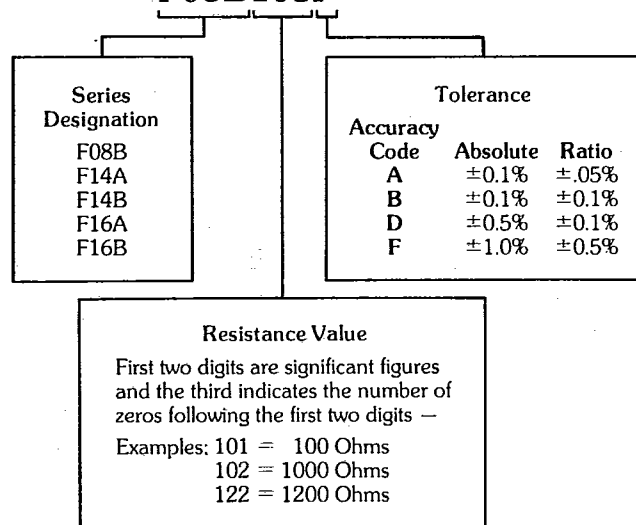 Series
Designation
F08B
F14A
F14B
F16A
F16B
Tolerance
Accuracy
Code Absolute Ratio
A ±0.1% ±.05%
B ±0.1% ±0.1%
D ±0.5% ±0.1%
F ±1.0% ±0.5%
Resistance Value
First two digits are significant figures
and the third indicates the number of
zeros following the first two digits —
Examples: 101 = 100 Ohms
102 = 1000 Ohms
122 = 1200 Ohms